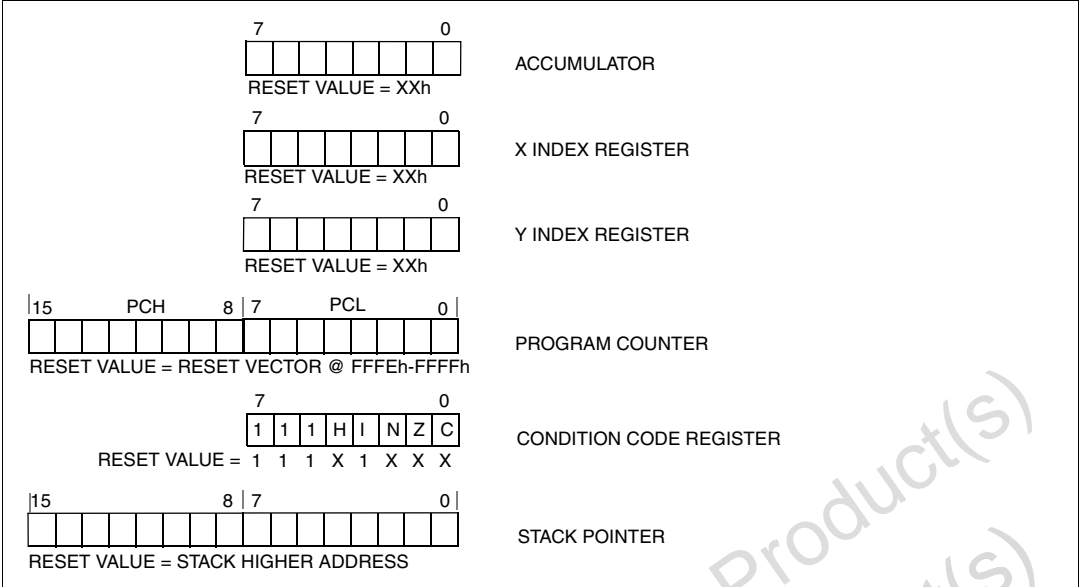 7 0
ACCUMULATOR
RESET VALUE = XXh
7 0
X INDEX REGISTER
RESET VALUE = XXh
7 0
Y INDEX REGISTER
RESET VALUE = XXh
15 PCH 8 7 PCL 0
PROGRAM COUNTER
RESET VALUE = RESET VECTOR @ FFFEh-FFFFh
7 0
1 1 1 H I N Z C
CONDITION CODE REGISTER
RESET VALUE = 1 1 1 X 1 X X X
15 8 7 0
STACK POINTER
RESET VALUE = STACK HIGHER ADDRESS
Product(s)